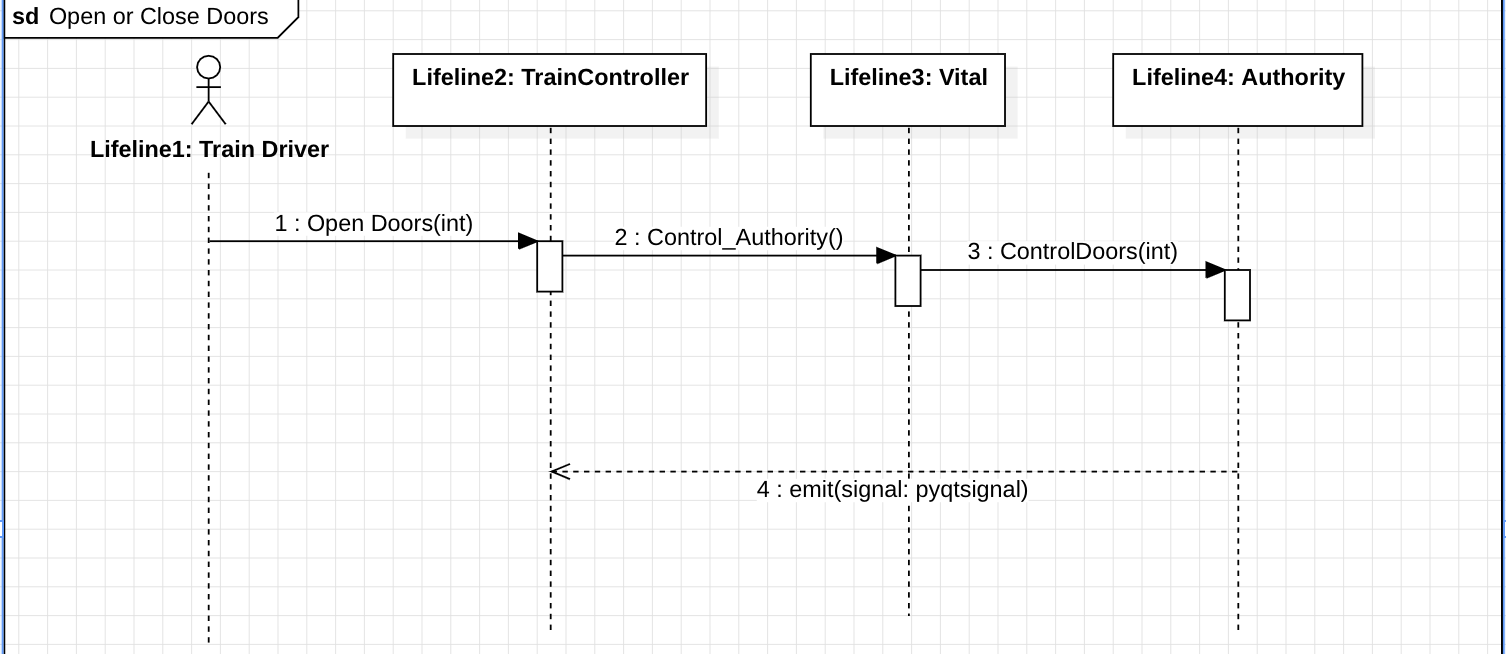 sd Open or Close Doors
Lifeline2: TrainController
Lifeline3: Vital
Lifeline4: Authority
Lifeline1: Train Driver
1 : Open Doors(int)
2 : Control_Authority()
3 : ControlDoors(int)
4 : emit(signal: pyqtsignal)